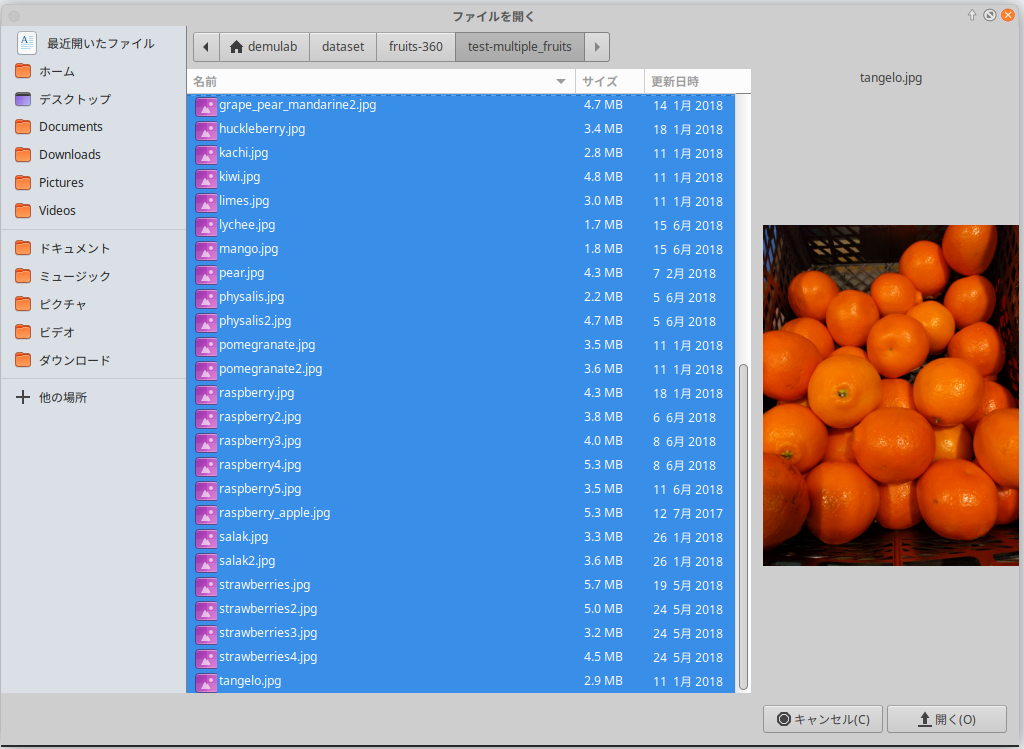 ファイルを開く
最近開いたファイル
ホーム
デスクトップ
Documents
Downloads
Pictures
Videos
ドキュメント
ミュージック
ピクチャ
ビデオ
ダウンロード
他の場所
demulab dataset fruits-360 test-multiple_fruits
名前 サイズ 更新日時
grape_pear_mandarine2.jpg 4.7 MB 14 1月 2018
huckleberry.jpg 3.4 MB 18 1月 2018
kachi.jpg 2.8 MB 11 1月 2018
kiwi.jpg 4.8 MB 11 1月 2018
limes.jpg 3.0 MB 11 1月 2018
lychee.jpg 1.7 MB 15 6月 2018
mango.jpg 1.8 MB 15 6月 2018
pear.jpg 4.3 MB 7 2月 2018
physalis.jpg 2.2 MB 5 6月 2018
physalis2.jpg 4.7 MB 5 6月 2018
pomegranate.jpg 3.5 MB 11 1月 2018
pomegranate2.jpg 3.6 MB 11 1月 2018
raspberry.jpg 4.3 MB 18 1月 2018
raspberry2.jpg 3.8 MB 6 6月 2018
raspberry3.jpg 4.0 MB 8 6月 2018
raspberry4.jpg 5.3 MB 8 6月 2018
raspberry5.jpg 3.5 MB 11 6月 2018
raspberry_apple.jpg 5.3 MB 12 7月 2017
salak.jpg 3.3 MB 26 1月 2018
salak2.jpg 3.6 MB 26 1月 2018
strawberries.jpg 5.7 MB 19 5月 2018
strawberries2.jpg 5.0 MB 24 5月 2018
strawberries3.jpg 3.2 MB 24 5月 2018
strawberries4.jpg 4.5 MB 24 5月 2018
tangelo.jpg 2.9 MB 11 1月 2018
tangelo.jpg
キャンセル(C) 開く(O)